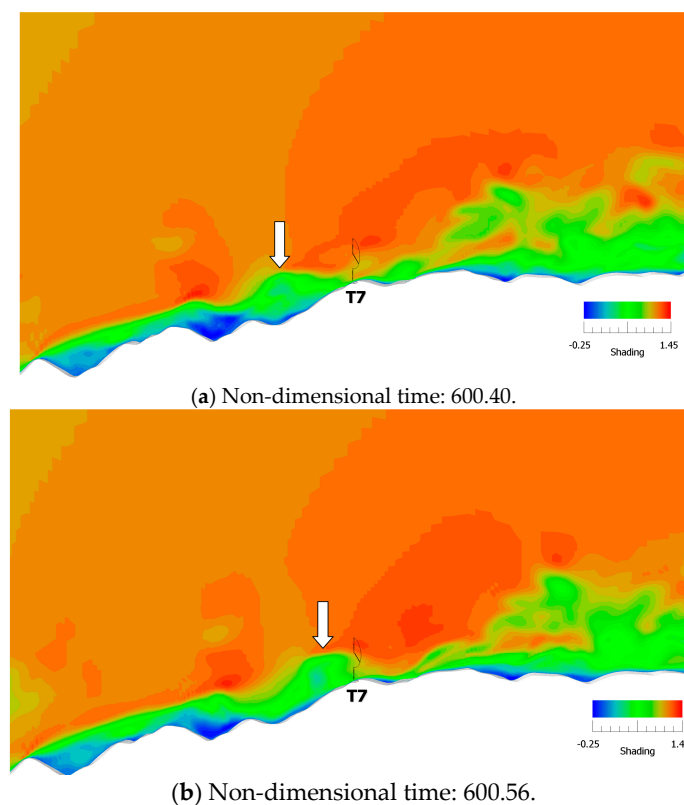 T7
-0.25 1.45
Shading
(a) Non-dimensional time: 600.40.
T7
-0.25 1.4
Shading
(b) Non-dimensional time: 600.56.